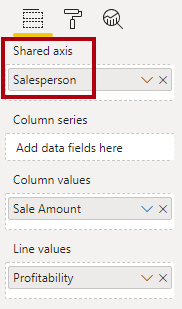 Shared axis
Salesperson
Column series
Add data fields here
Column values
Sale Amount
Line values
Profitability